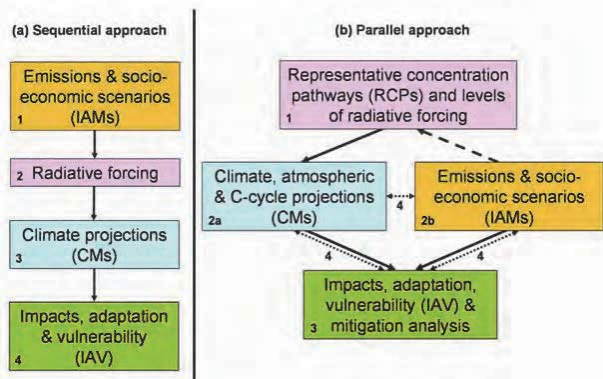 (a) Sequential approach
Emissions & socio-
economic scenarios
(IAMs)
1
2 Radiative forcing
Climate projections
(CMs)
3
Impacts, adaptation
& vulnerability
(IAV)
4
(b) Parallel approach
Representative concentration
pathways (RCPs) and levels
of radiative forcing
1
Climate, atmospheric
& C-cycle projections
(CMs)
2a
4
Emissions & socio-
economic scenarios
(IAMs)
2b
4
4
Impacts, adaptation,
vulnerability (IAV) &
mitigation analysis
3